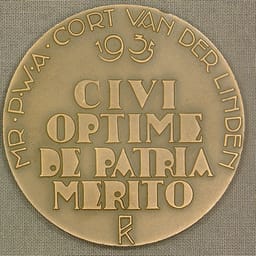 MR·P·W·A·CORT VAN DER LINDEN
1935
CIVI
OPTIME
DE PATRIA
MERITO